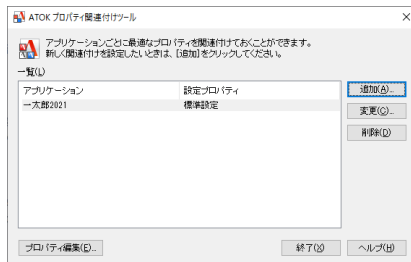 ATOK プロパティ関連付けツール
アプリケーションごとに最適なプロパティを関連付けておくことができます。
新しく関連付けを設定したいときは、[追加]をクリックしてください。
一覧(L)
アプリケーション 設定プロパティ
一太郎2021 標準設定
追加(A)...
変更(C)...
削除(D)
プロパティ編集(E)...
終了(X)
ヘルプ(H)